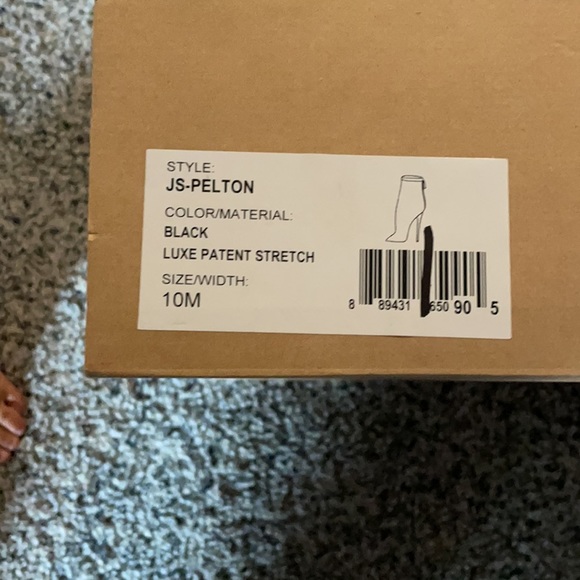 STYLE:
JS-PELTON
COLOR/MATERIAL:
BLACK
LUXE PATENT STRETCH
SIZE/WIDTH:
10M
8 89431 650 90 5